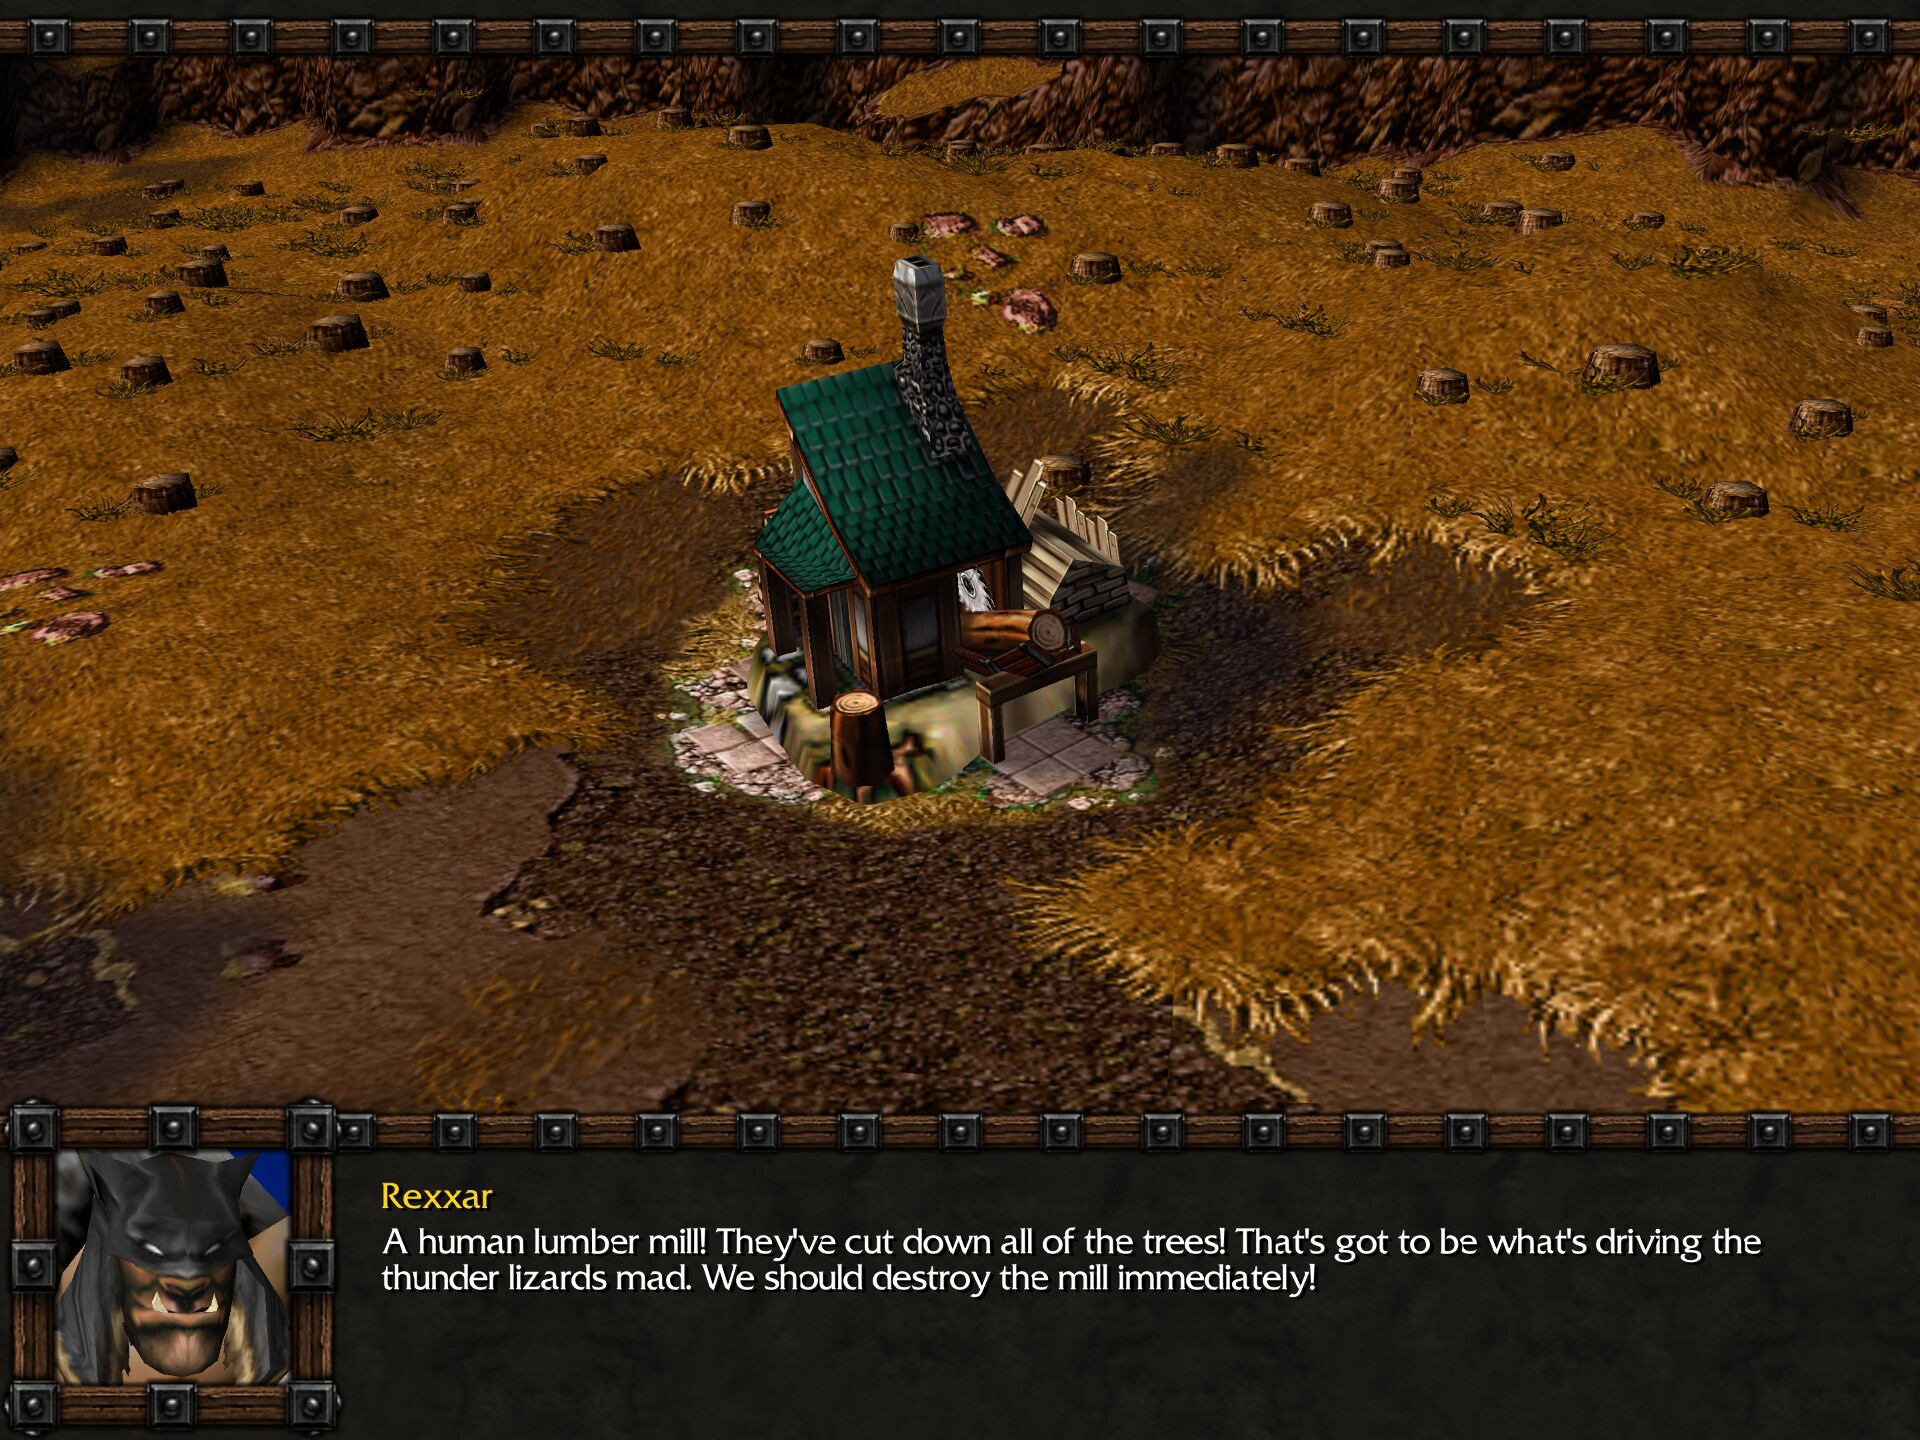 Rexxar
A human lumber mill! They've cut down all of the trees! That's got to be what's driving the
thunder lizards mad. We should destroy the mill immediately!